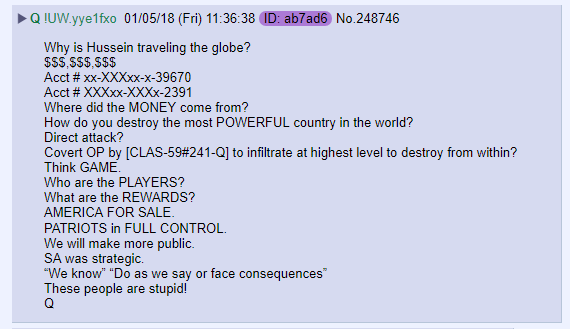 Q !UW.yye1fxo 01/05/18 (Fri) 11:36:38 ID: ab7ad6 No.248746
Why is Hussein traveling the globe?
$$$,$$$,$$$
Acct # xx-XXXxx-x-39670
Acct # XXXxx-XXXx-2391
Where did the MONEY come from?
How do you destroy the most POWERFUL country in the world?
Direct attack?
Covert OP by [CLAS-59#241-Q] to infiltrate at highest level to destroy from within?
Think GAME.
Who are the PLAYERS?
What are the REWARDS?
AMERICA FOR SALE.
PATRIOTS in FULL CONTROL.
We will make more public.
SA was strategic.
“We know” “Do as we say or face consequences”
These people are stupid!
Q